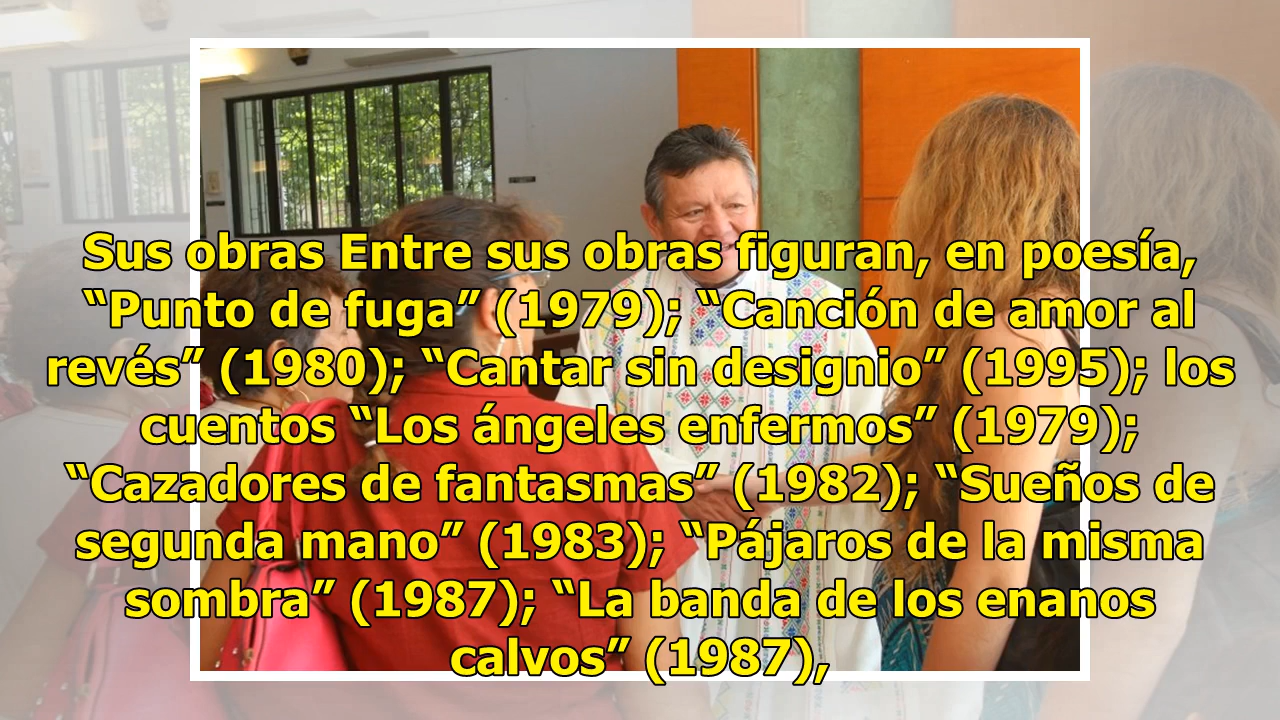 Sus obras Entre sus obras figuran, en poesía,
“Punto de fuga” (1979); “Canción de amor al
revés” (1980); “Cantar sin designio” (1995); los
cuentos “Los ángeles enfermos” (1979);
“Cazadores de fantasmas” (1982); “Sueños de
segunda mano” (1983); “Pájaros de la misma
sombra” (1987); “La banda de los enanos
calvos” (1987),